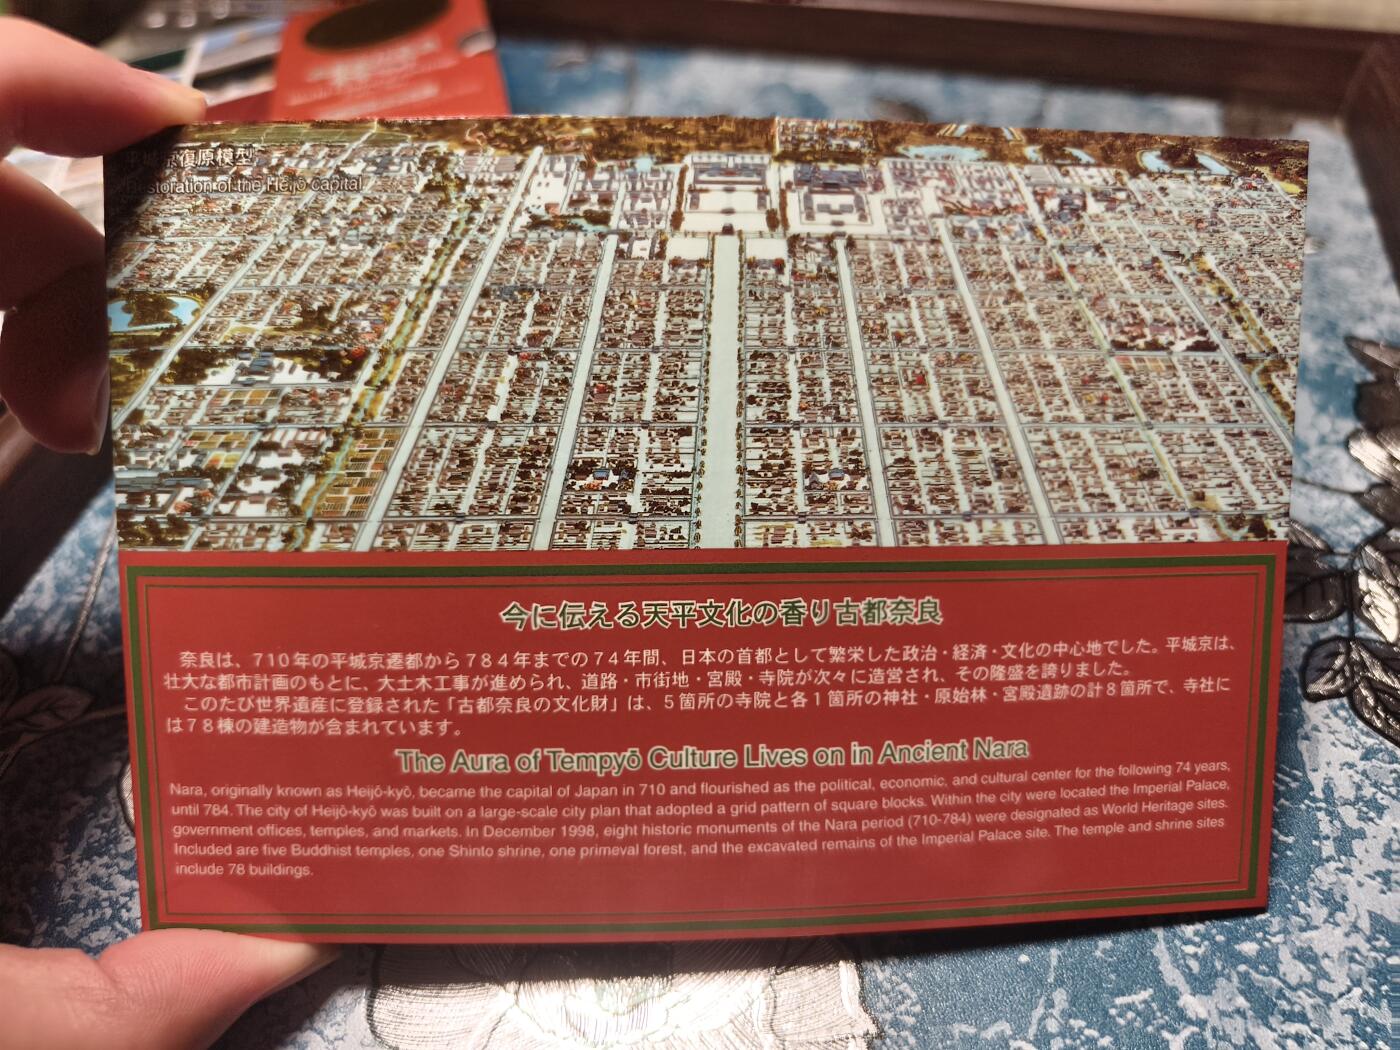 平城京復原模型
Restoration of the Heijō capital
今に伝える天平文化の香り古都奈良
奈良は、710年の平城京遷都から784年までの74年間、日本の首都として繁栄した政治・経済・文化の中心地でした。平城京は、
壮大な都市計画のもとに、大土木工事が進められ、道路・市街地・宮殿・寺院が次々に造営され、その隆盛を誇りました。
このたび世界遺産に登録された「古都奈良の文化財」は、5箇所の寺院と各1箇所の神社・原始林・宮殿遺跡の計8箇所で、寺社に
は78棟の建造物が含まれています。
The Aura of Tempyō Culture Lives on in Ancient Nara
Nara, originally known as Heijō-kyō, became the capital of Japan in 710 and flourished as the political, economic, and cultural center for the following 74 years,
until 784. The city of Heijō-kyō was built on a large-scale city plan that adopted a grid pattern of square blocks. Within the city were located the Imperial Palace,
government offices, temples, and markets. In December 1998, eight historic monuments of the Nara period (710-784) were designated as World Heritage sites.
Included are five Buddhist temples, one Shinto shrine, one primeval forest, and the excavated remains of the Imperial Palace site. The temple and shrine sites
include 78 buildings.